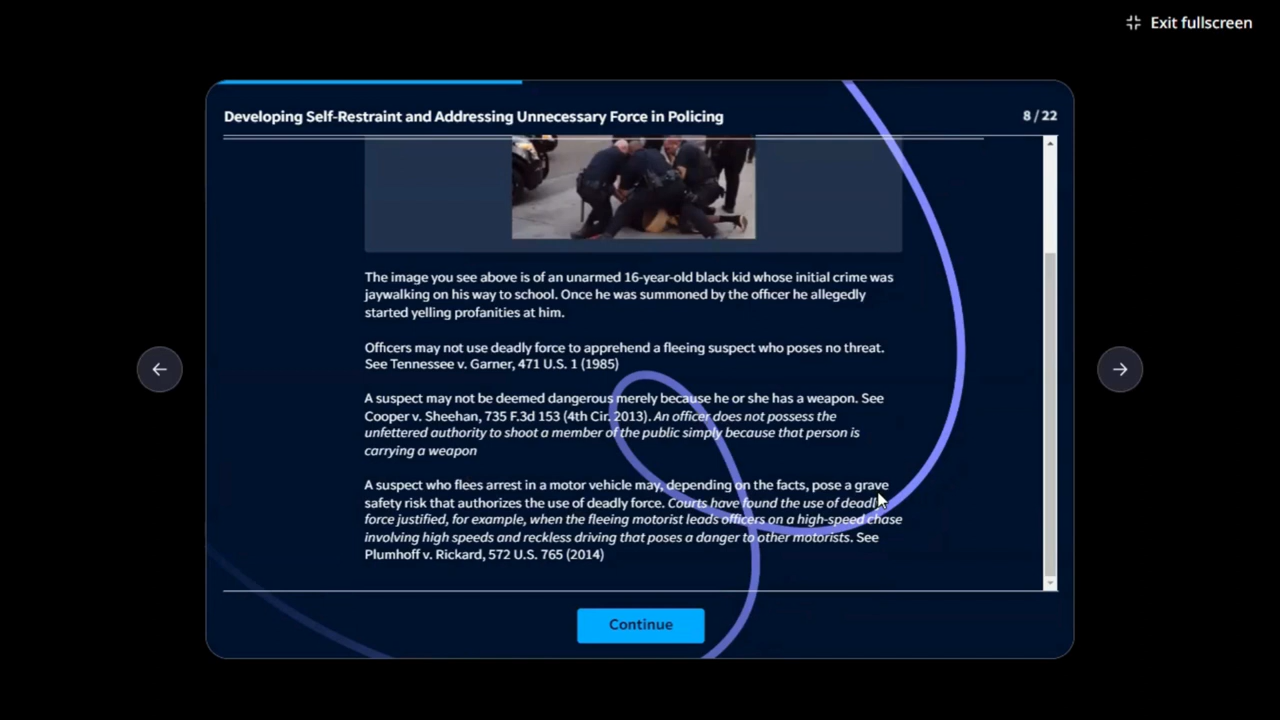 Exit fullscreen
Developing Self-Restraint and Addressing Unnecessary Force in Policing
8 / 22
The image you see above is of an unarmed 16-year-old black kid whose initial crime was
jaywalking on his way to school. Once he was summoned by the officer he allegedly
started yelling profanities at him.
Officers may not use deadly force to apprehend a fleeing suspect who poses no threat.
See Tennessee v. Garner, 471 U.S. 1 (1985)
A suspect may not be deemed dangerous merely because he or she has a weapon. See
Cooper v. Sheehan, 735 F.3d 153 (4th Cir. 2013). An officer does not possess the
unfettered authority to shoot a member of the public simply because that person is
carrying a weapon
A suspect who flees arrest in a motor vehicle may, depending on the facts, pose a grave
safety risk that authorizes the use of deadly force. Courts have found the use of deadly
force justified, for example, when the fleeing motorist leads officers on a high-speed chase
involving high speeds and reckless driving that poses a danger to other motorists. See
Plumhoff v. Rickard, 572 U.S. 765 (2014)
Continue